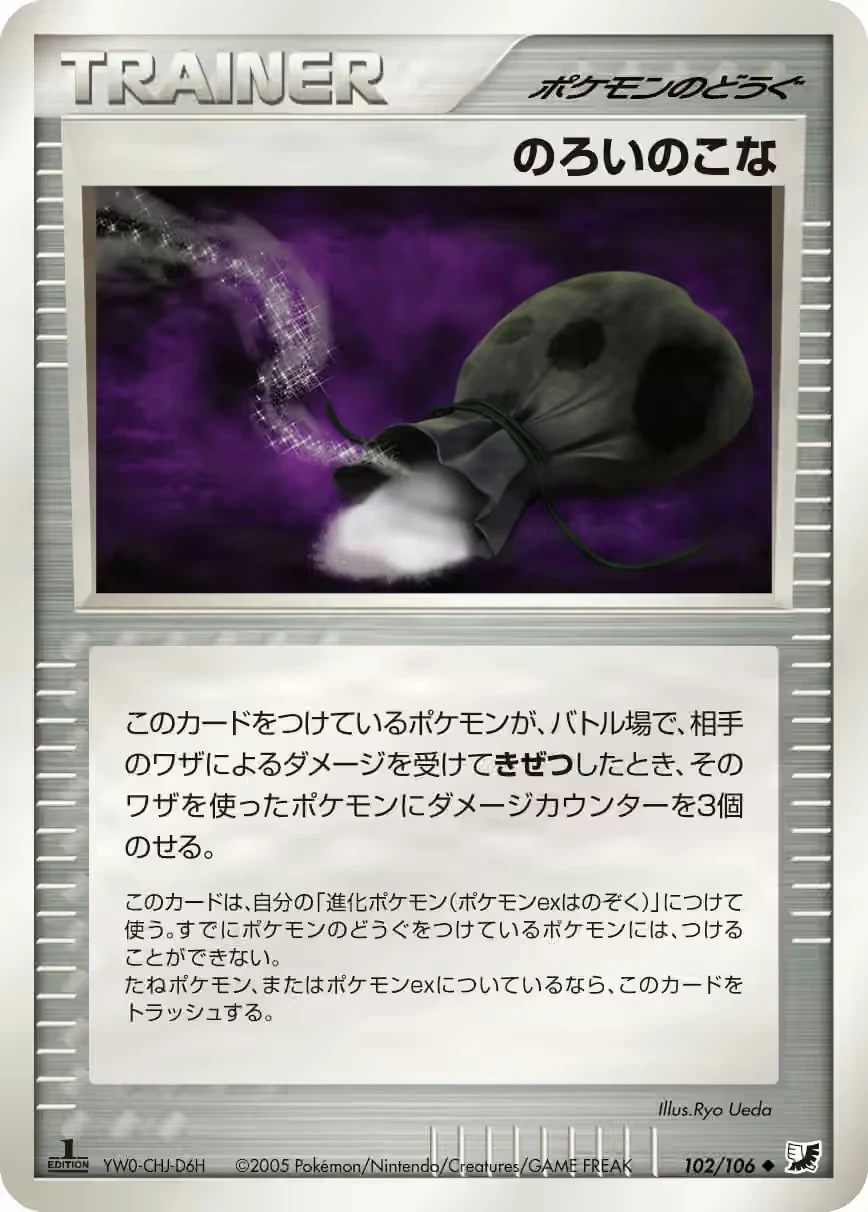 TRAINER
ポケモンのどうぐ
のろいのこな
このカードをつけているポケモンが、バトル場で、相手
のワザによるダメージを受けてきぜつしたとき、その
ワザを使ったポケモンにダメージカウンターを3個
のせる。
このカードは、自分の「進化ポケモン(ポケモンexはのぞく)」につけて
使う。すでにポケモンのどうぐをつけているポケモンには、つける
ことができない。
たねポケモン、またはポケモンexについているなら、このカードを
トラッシュする。
Illus.Ryo Ueda
1 EDITION YW0-CHJ-D6H ©2005 Pokémon/Nintendo/Creatures/GAME FREAK 102/106 ◆